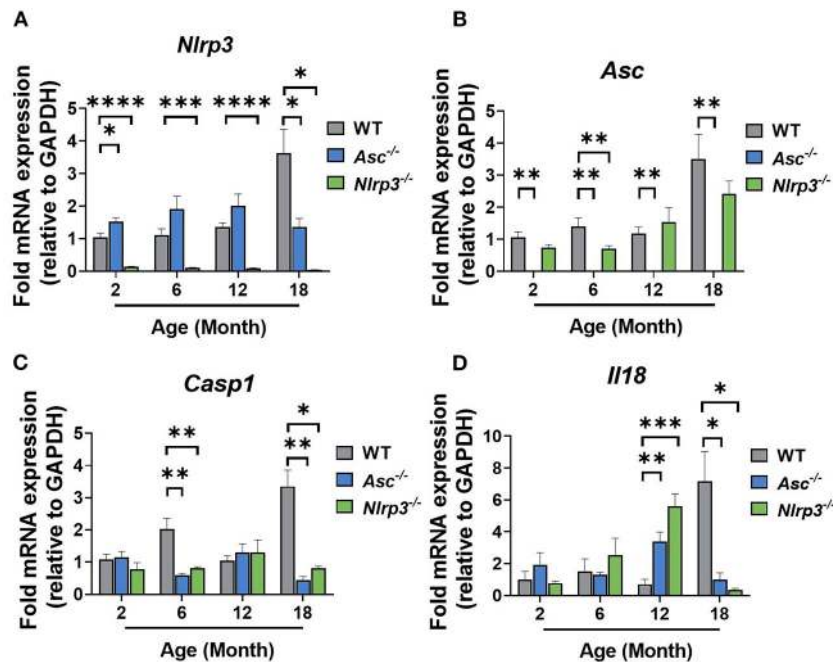 A
Nlrp3
Fold mRNA expression
(relative to GAPDH)
5
4
3
2
1
0
**** *** **** *
* *
WT
Asc-/-
Nlrp3-/-
2 6 12 18
Age (Month)
B
Asc
Fold mRNA expression
(relative to GAPDH)
5
4
3
2
1
0
**
**
** ** **
WT
Asc-/-
Nlrp3-/-
2 6 12 18
Age (Month)
C
Casp1
Fold mRNA expression
(relative to GAPDH)
5
4
3
2
1
0
** *
** **
WT
Asc-/-
Nlrp3-/-
2 6 12 18
Age (Month)
D
Il18
Fold mRNA expression
(relative to GAPDH)
10
8
6
4
2
0
*
*** *
**
WT
Asc-/-
Nlrp3-/-
2 6 12 18
Age (Month)